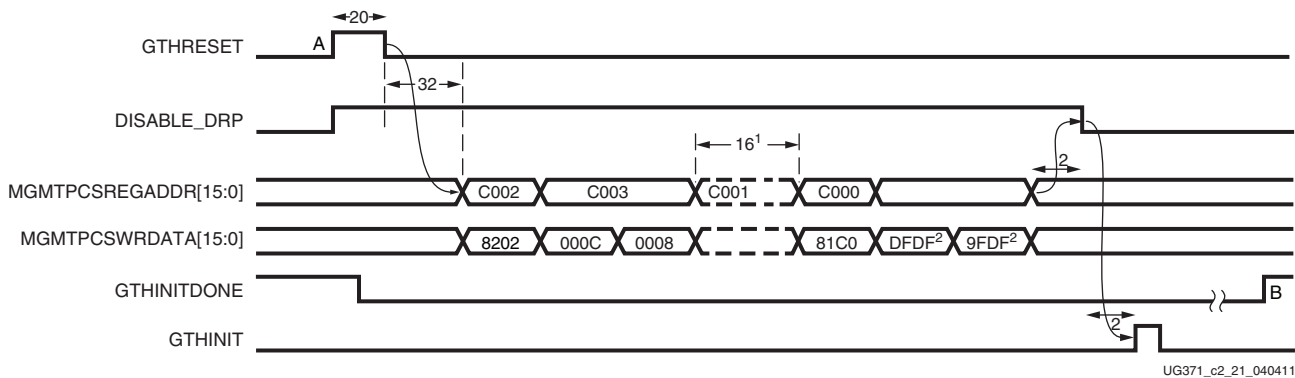 20
GTHRESET
A
32
DISABLE_DRP
16¹
2
MGMTPCSREGADDR[15:0]
C002 C003 C001 C000
MGMTPCSWRDATA[15:0]
8202 000C 0008 81C0 DFDF² 9FDF²
GTHINITDONE
B
2
GTHINIT
UG371_c2_21_040411